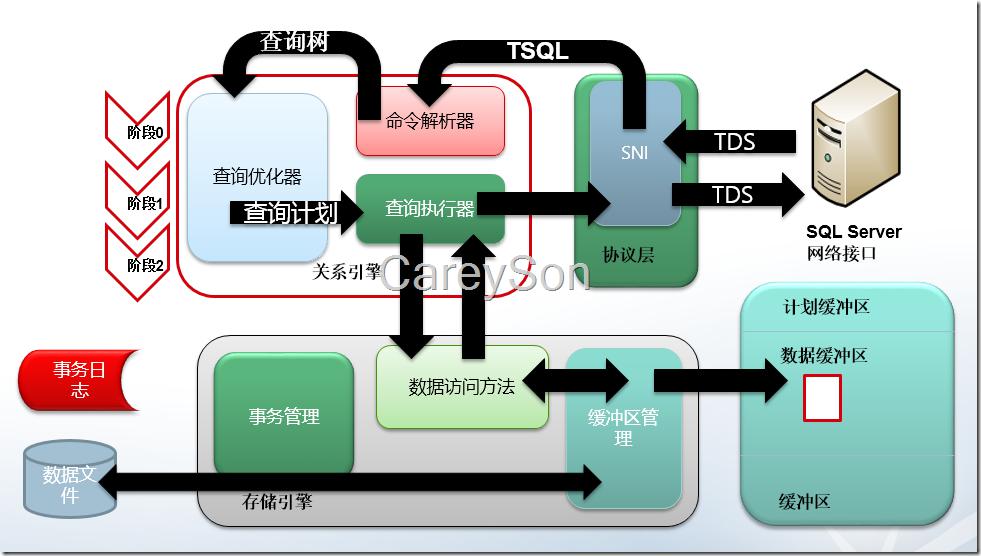 查询树
TSQL
命令解析器
阶段0
SNI
TDS
查询优化器
阶段1
查询计划
查询执行器
TDS
SQL Server
网络接口
阶段2
关系引擎
协议层
CareySon
计划缓冲区
数据缓冲区
事务日
志
数据访问方法
事务管理
缓冲区管
理
数据文
件
存储引擎
缓冲区